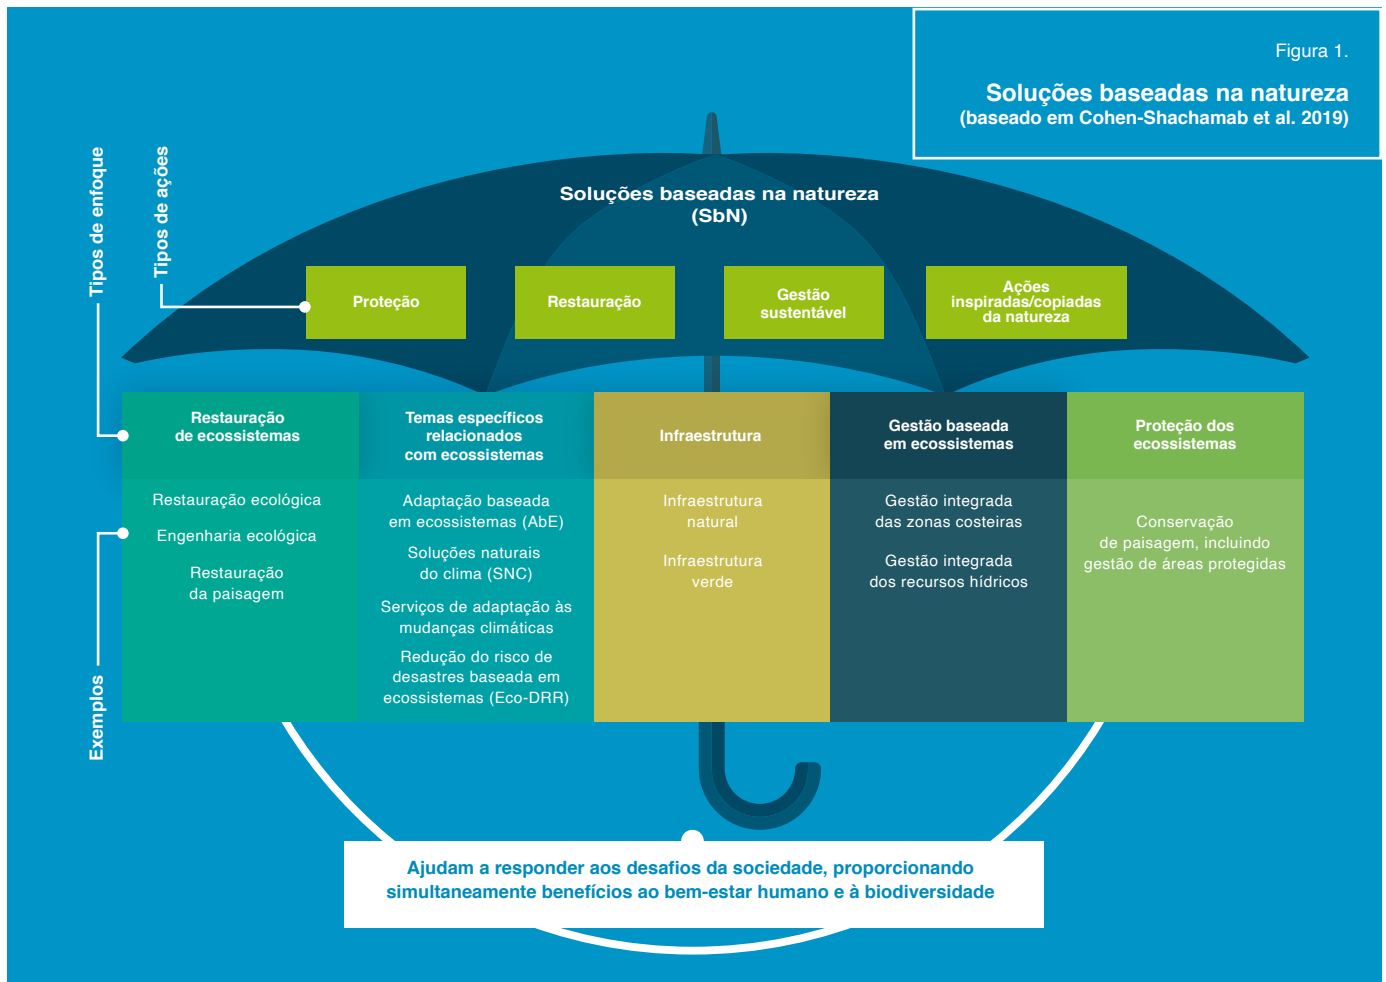 Figura 1.
Soluções baseadas na natureza
(baseado em Cohen-Shachamab et al. 2019)
Tipos de enfoque
Tipos de ações
Soluções baseadas na natureza
(SbN)
Proteção
Restauração
Gestão
sustentável
Ações
inspiradas/copiadas
da natureza
Restauração
de ecossistemas
Temas específicos
relacionados
com ecossistemas
Infraestrutura
Gestão baseada
em ecossistemas
Proteção dos
ecossistemas
Exemplos
Restauração ecológica
Engenharia ecológica
Restauração
da paisagem
Adaptação baseada
em ecossistemas (AbE)
Soluções naturais
do clima (SNC)
Serviços de adaptação às
mudanças climáticas
Redução do risco de
desastres baseada em
ecossistemas (Eco-DRR)
Infraestrutura
natural
Infraestrutura
verde
Gestão integrada
das zonas costeiras
Gestão integrada
dos recursos hídricos
Conservação
de paisagem, incluindo
gestão de áreas protegidas
Ajudam a responder aos desafios da sociedade, proporcionando
simultaneamente benefícios ao bem-estar humano e à biodiversidade